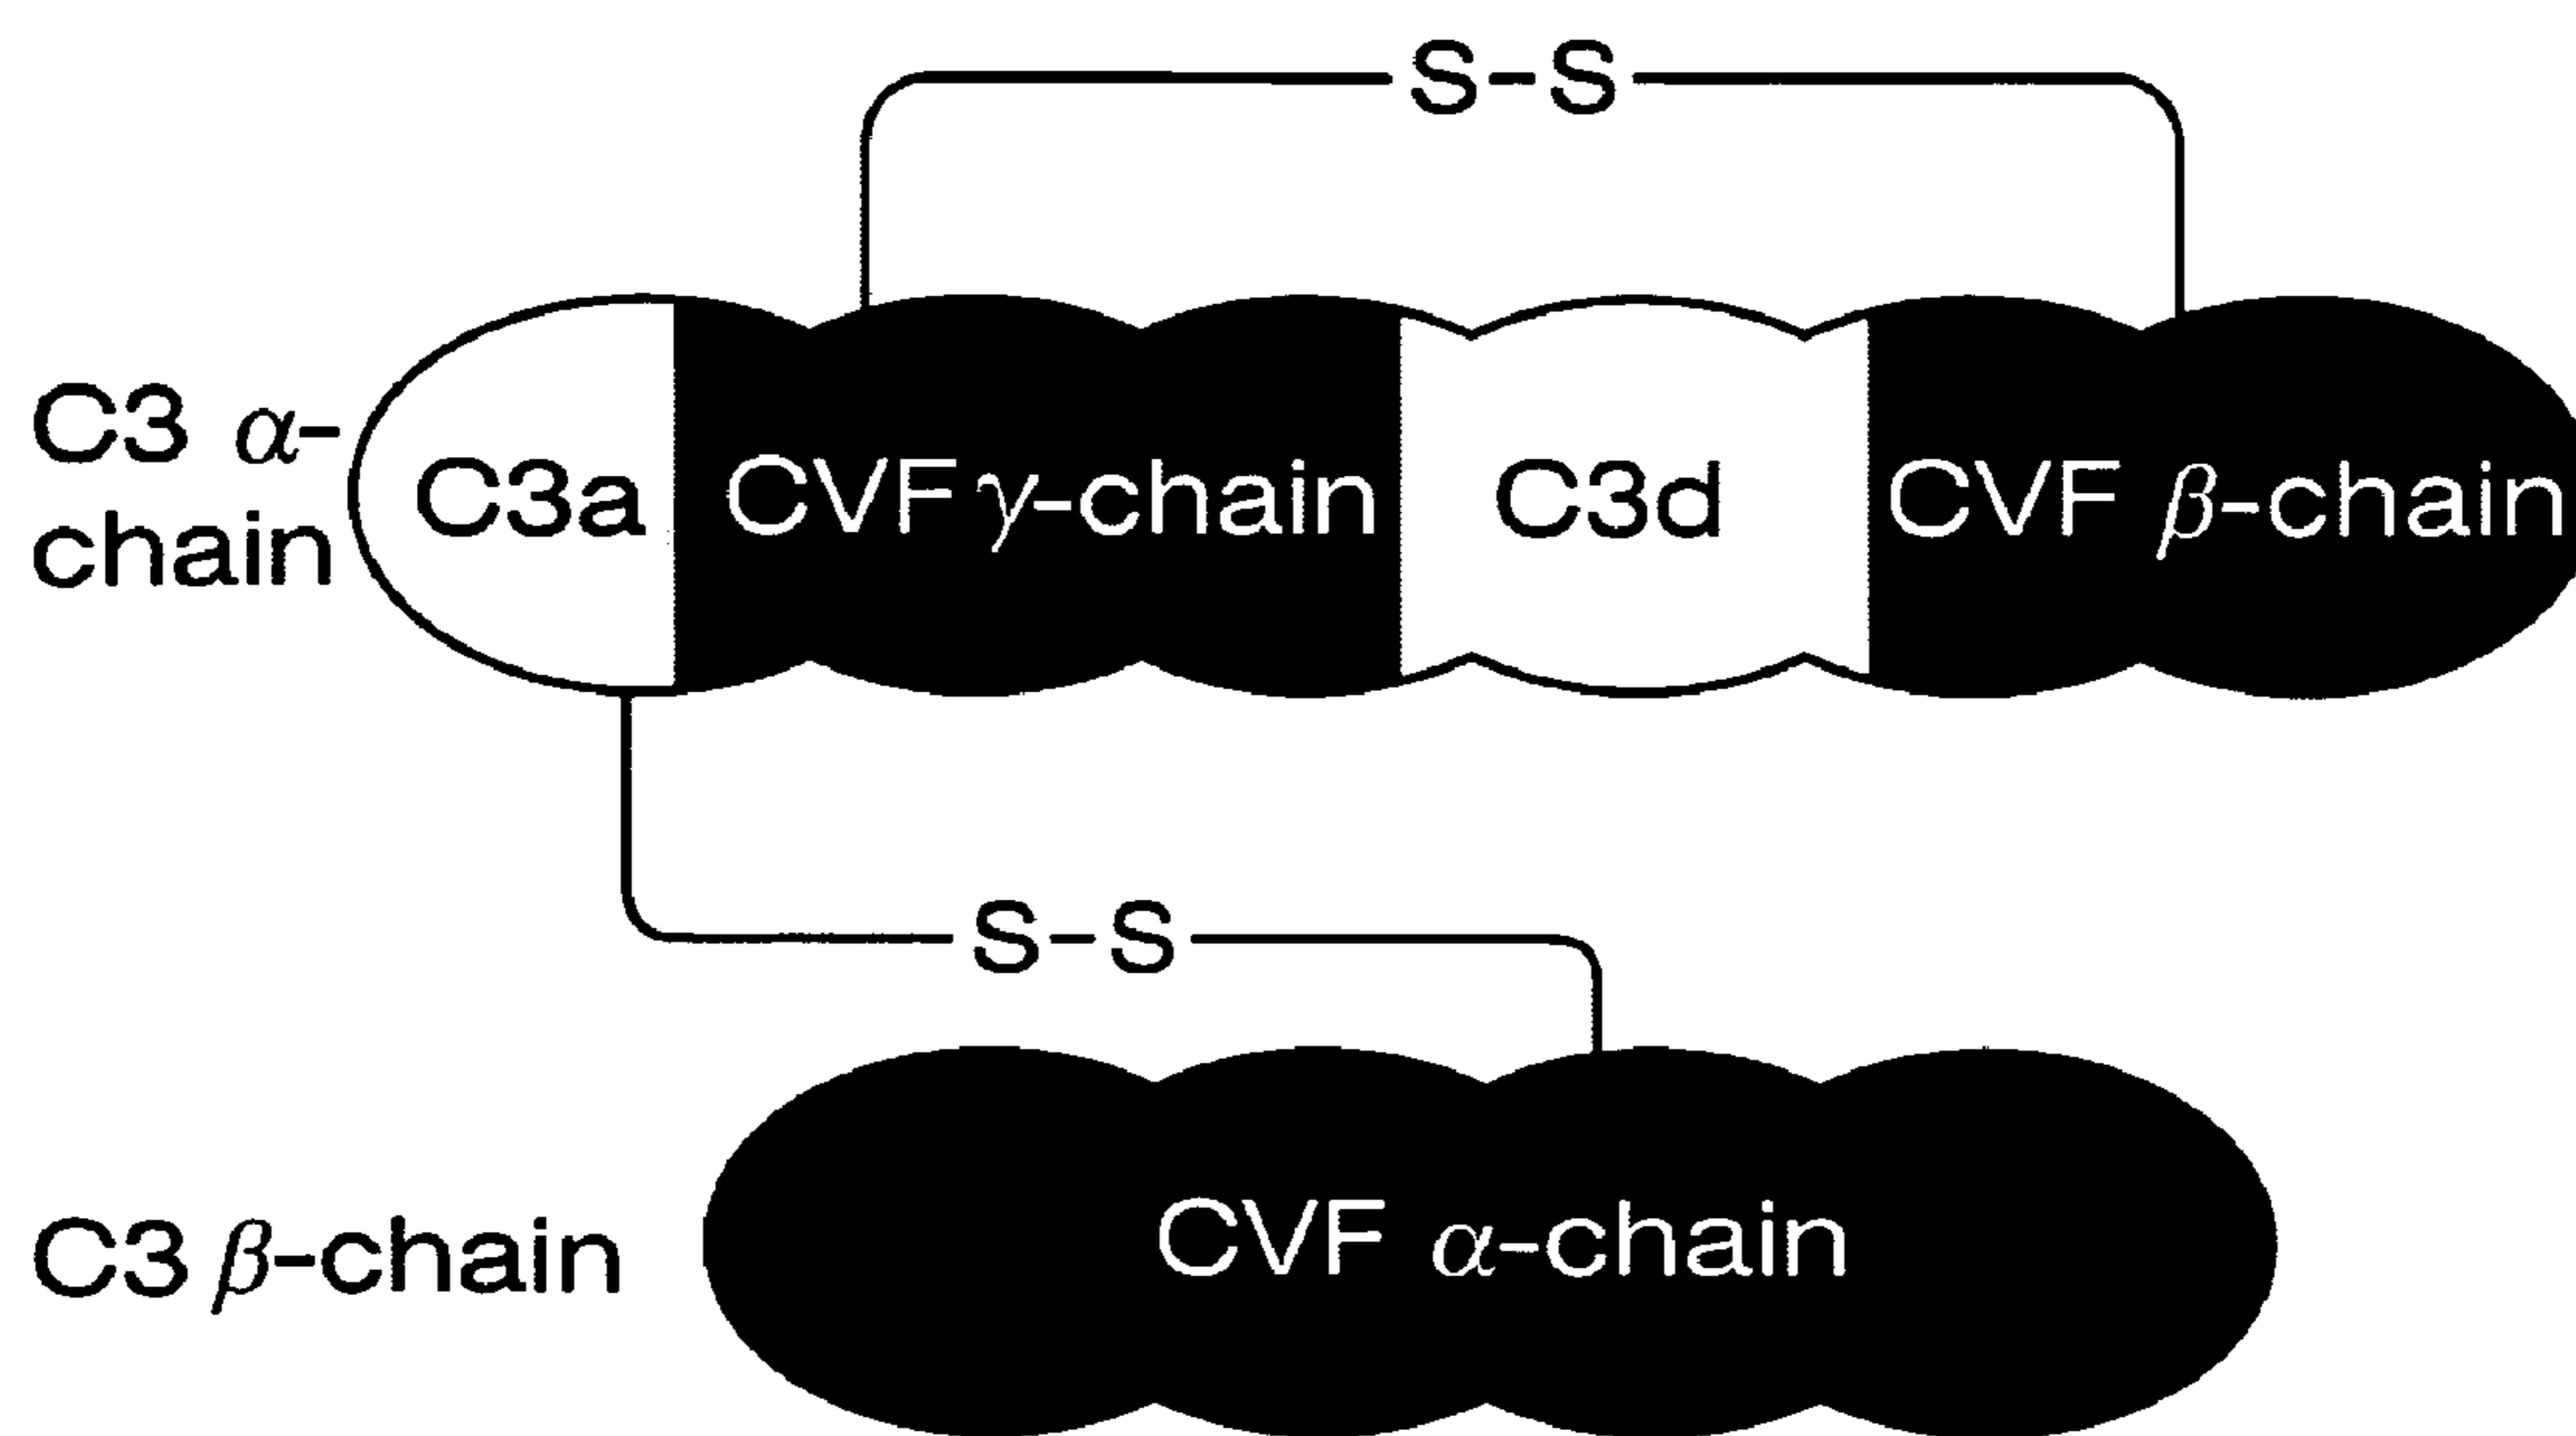 S-S
C3 α-
chain
C3a
CVF γ-chain
C3d
CVF β-chain
S-S
C3 β-chain
CVF α-chain